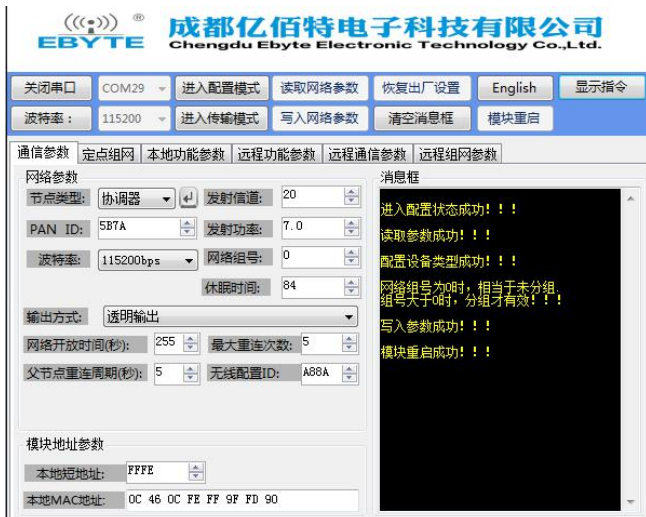 ((·)) ®
EBYTE
成都亿佰特电子科技有限公司
Chengdu Ebyte Electronic Technology Co.,Ltd.
关闭串口 COM29 进入配置模式 读取网络参数 恢复出厂设置 English 显示指令
波特率： 115200 进入传输模式 写入网络参数 清空消息框 模块重启
通信参数 定点组网 本地功能参数 远程功能参数 远程通信参数 远程组网参数
网络参数
节点类型: 协调器 发射信道: 20
PAN ID: 5B7A 发射功率: 7.0
波特率: 115200bps 网络组号: 0
休眠时间: 84
输出方式: 透明输出
网络开放时间(秒): 255 最大重连次数: 5
父节点重连周期(秒): 5 无线配置ID: A88A
模块地址参数
本地短地址: FFFE
本地MAC地址: 0C 46 0C FE FF 9F FD 90
消息框
进入配置状态成功！！！
读取参数成功！！！
配置设备类型成功！！！
网络组号为0时，相当于未分组，
组号大于0时，分组才有效！！！
写入参数成功！！！
模块重启成功！！！